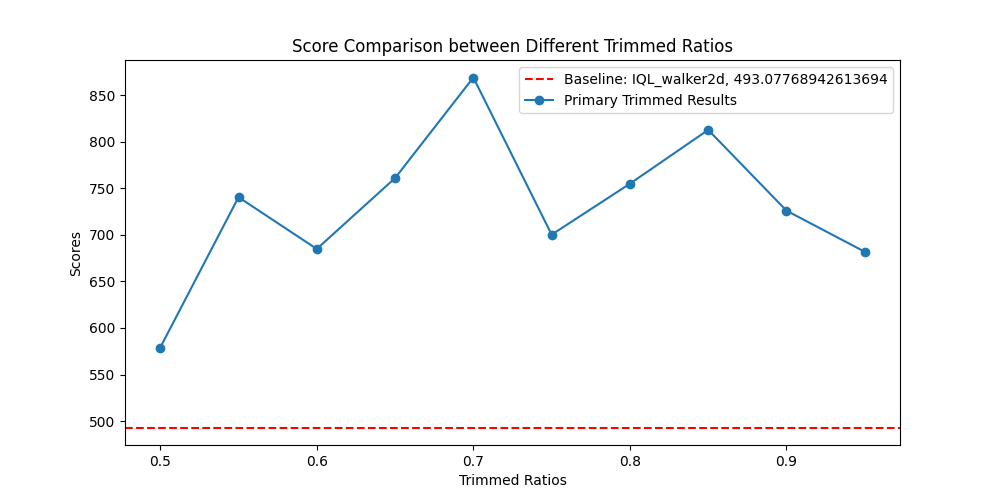 Score Comparison between Different Trimmed Ratios
Baseline: IQL_walker2d, 493.07768942613694
Primary Trimmed Results
850
800
750
700
650
600
550
500
Scores
0.5 0.6 0.7 0.8 0.9
Trimmed Ratios